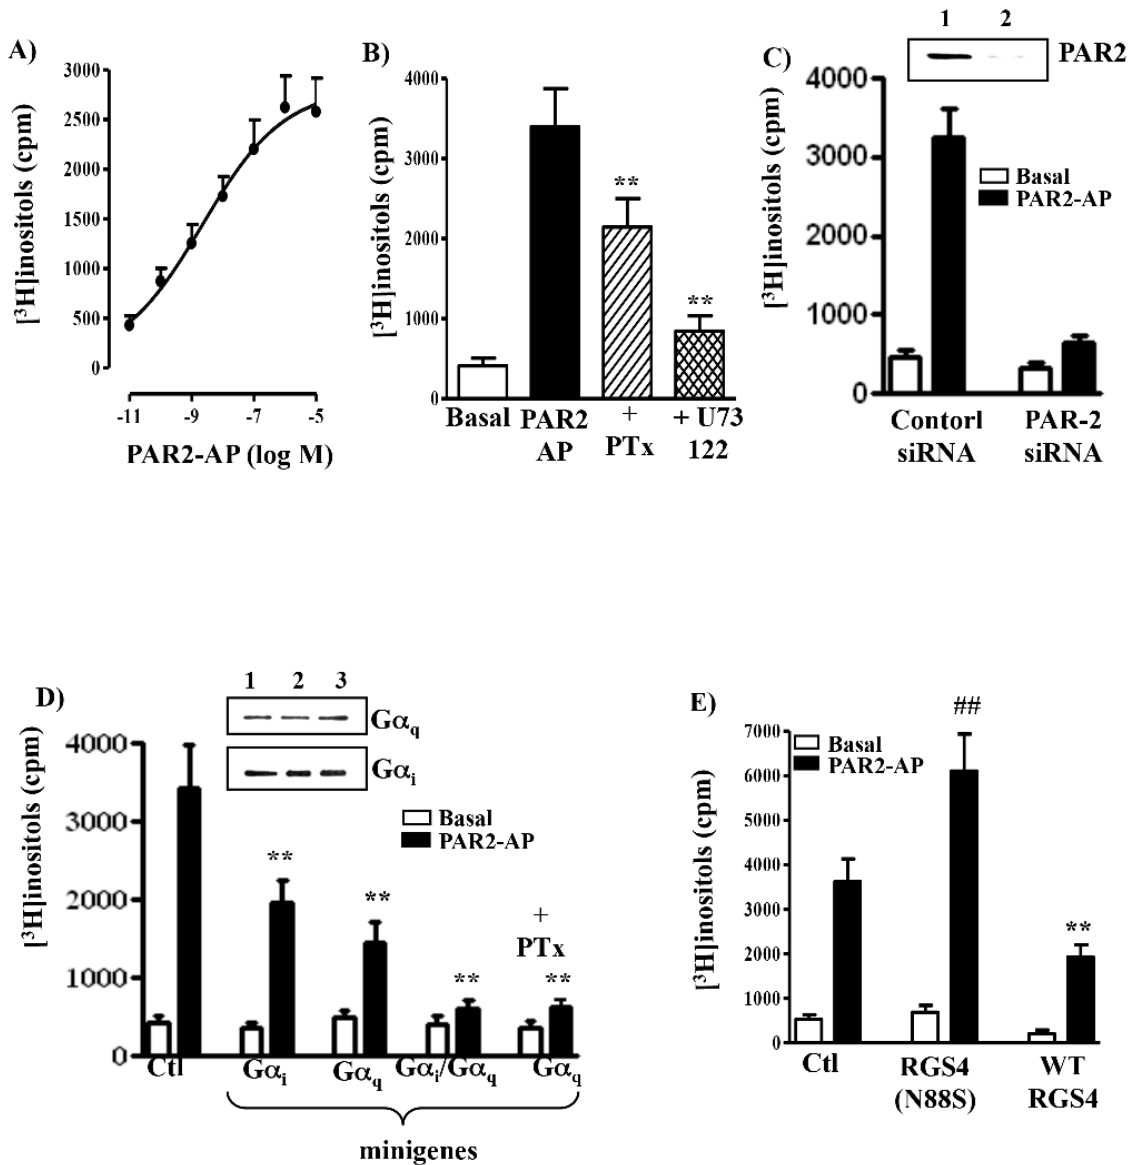 A)
[³H]inositols (cpm)
3000
2500
2000
1500
1000
500
0
-11 -9 -7 -5
PAR2-AP (log M)
B)
[³H]inositols (cpm)
4000
3000
2000
1000
0
**
**
Basal
PAR2 AP
+ PTx
+ U73 122
C)
1 2
PAR2
[³H]inositols (cpm)
4000
3000
2000
1000
0
Basal
PAR2-AP
Contorl siRNA
PAR-2 siRNA
D)
1 2 3
Gαq
Gαi
[³H]inositols (cpm)
4000
3000
2000
1000
0
Basal
PAR2-AP
**
**
**
+
PTx
**
Ctl Gαi Gαq Gαi/Gαq Gαq
minigenes
E)
[³H]inositols (cpm)
7000
6000
5000
4000
3000
2000
1000
0
Basal
PAR2-AP
##
**
Ctl
RGS4 (N88S)
WT RGS4